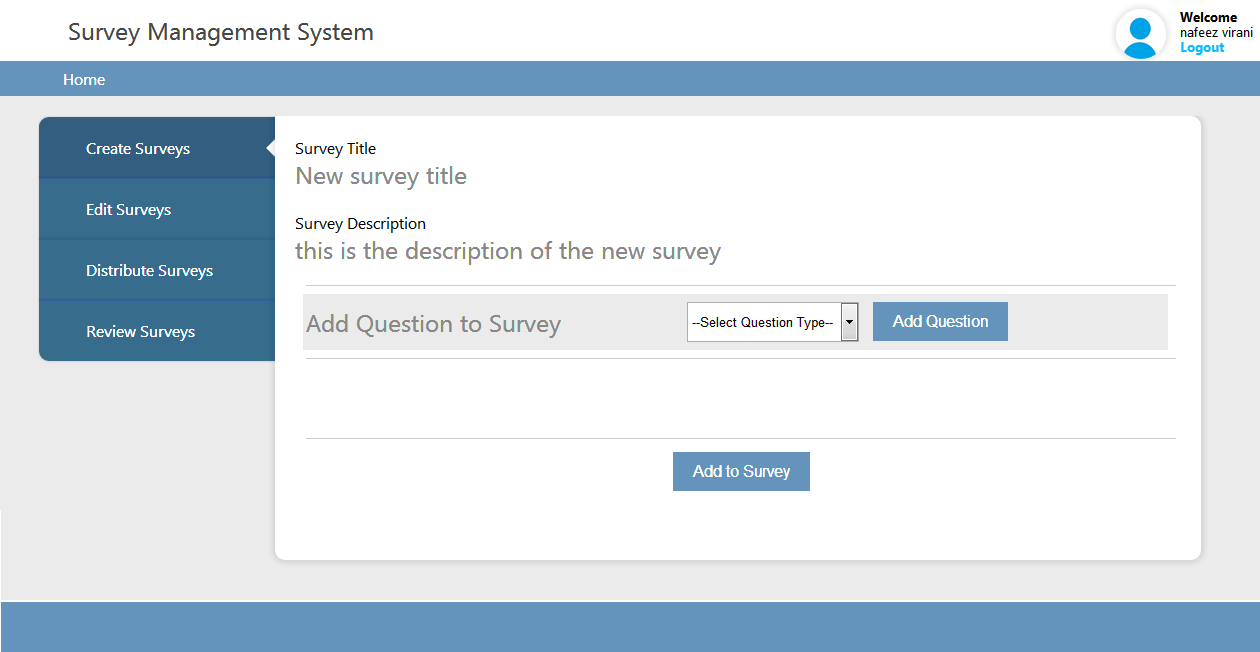 Survey Management System
Welcome
nafeez virani
Logout
Home
Create Surveys
Edit Surveys
Distribute Surveys
Review Surveys
Survey Title
New survey title
Survey Description
this is the description of the new survey
Add Question to Survey
--Select Question Type--
Add Question
Add to Survey